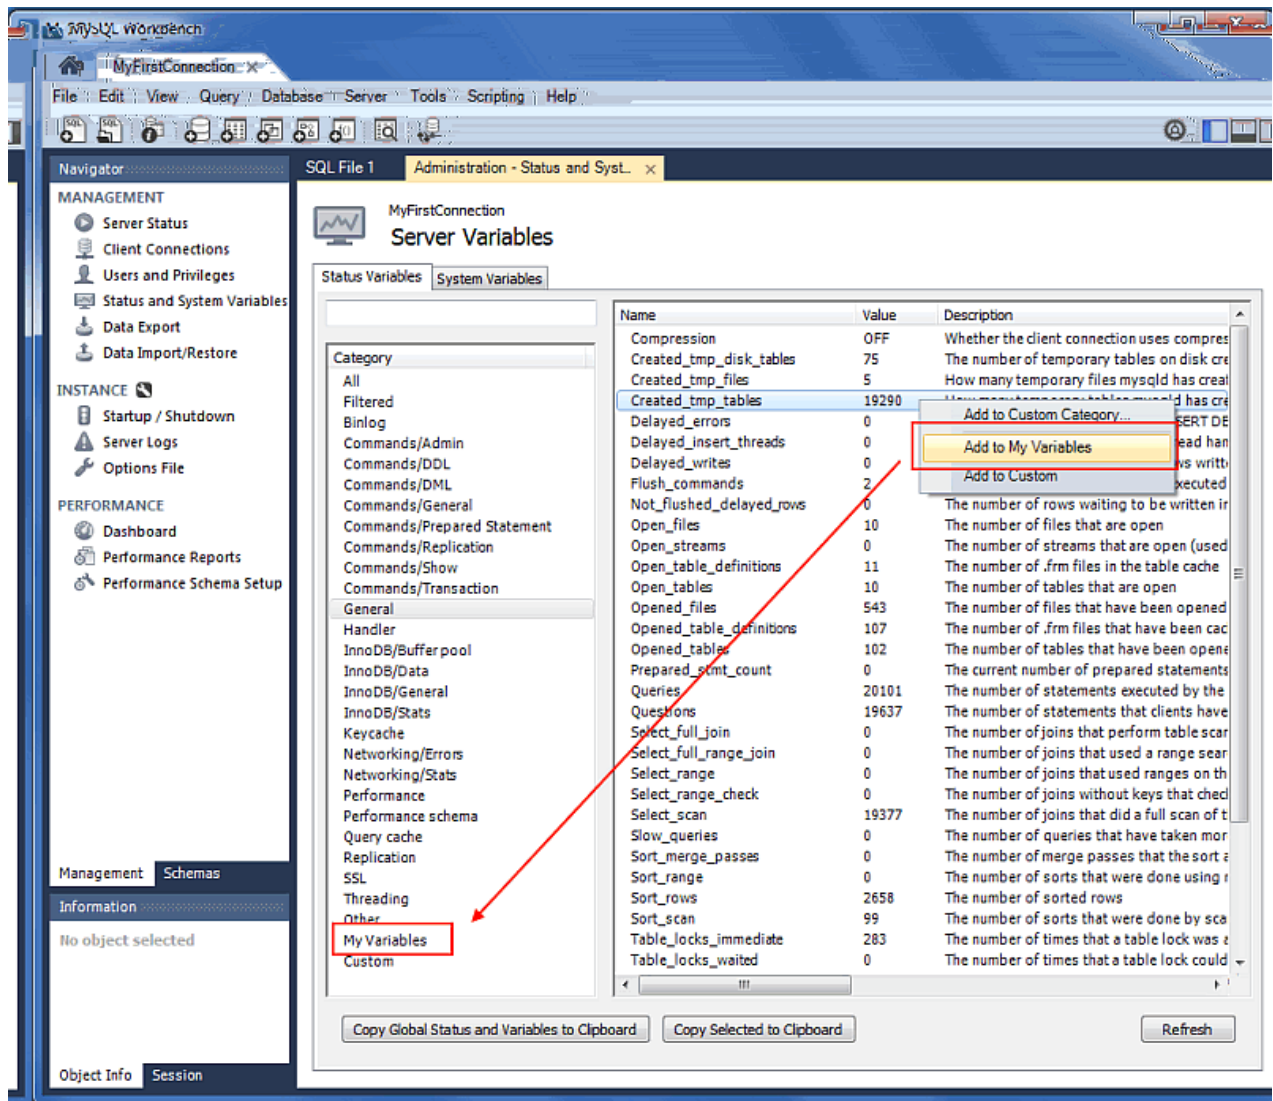 MySQL Workbench
MyFirstConnection
File Edit View Query Database Server Tools Scripting Help
Navigator
SQL File 1
Administration - Status and Syst..
MANAGEMENT
Server Status
Client Connections
Users and Privileges
Status and System Variables
Data Export
Data Import/Restore
INSTANCE
Startup / Shutdown
Server Logs
Options File
PERFORMANCE
Dashboard
Performance Reports
Performance Schema Setup
Management Schemas
Information
No object selected
Object Info Session
MyFirstConnection
Server Variables
Status Variables System Variables
Category
All
Filtered
Binlog
Commands/Admin
Commands/DDL
Commands/DML
Commands/General
Commands/Prepared Statement
Commands/Replication
Commands/Show
Commands/Transaction
General
Handler
InnoDB/Buffer pool
InnoDB/Data
InnoDB/General
InnoDB/Stats
Keycache
Networking/Errors
Networking/Stats
Performance
Performance schema
Query cache
Replication
SSL
Threading
Other
My Variables
Custom
Name Value Description
Compression OFF Whether the client connection uses compres
Created_tmp_disk_tables 75 The number of temporary tables on disk cre
Created_tmp_files 5 How many temporary files mysqld has creat
Created_tmp_tables 19290 How many temporary tables mysqld has cre
Delayed_errors 0 SERT DE
Delayed_insert_threads 0 ead han
Delayed_writes 0 ws writt
Flush_commands 2 xecuted
Not_flushed_delayed_rows 0 The number of rows waiting to be written in
Open_files 10 The number of files that are open
Open_streams 0 The number of streams that are open (used
Open_table_definitions 11 The number of .frm files in the table cache
Open_tables 10 The number of tables that are open
Opened_files 543 The number of files that have been opened
Opened_table_definitions 107 The number of .frm files that have been cac
Opened_tables 102 The number of tables that have been opene
Prepared_stmt_count 0 The current number of prepared statements
Queries 20101 The number of statements executed by the
Questions 19637 The number of statements that clients have
Select_full_join 0 The number of joins that perform table scar
Select_full_range_join 0 The number of joins that used a range sear
Select_range 0 The number of joins that used ranges on th
Select_range_check 0 The number of joins without keys that chec
Select_scan 19377 The number of joins that did a full scan of t
Slow_queries 0 The number of queries that have taken mor
Sort_merge_passes 0 The number of merge passes that the sort a
Sort_range 0 The number of sorts that were done using r
Sort_rows 2658 The number of sorted rows
Sort_scan 99 The number of sorts that were done by sca
Table_locks_immediate 283 The number of times that a table lock was a
Table_locks_waited 0 The number of times that a table lock could
Add to Custom Category...
Add to My Variables
Add to Custom
Copy Global Status and Variables to Clipboard Copy Selected to Clipboard Refresh